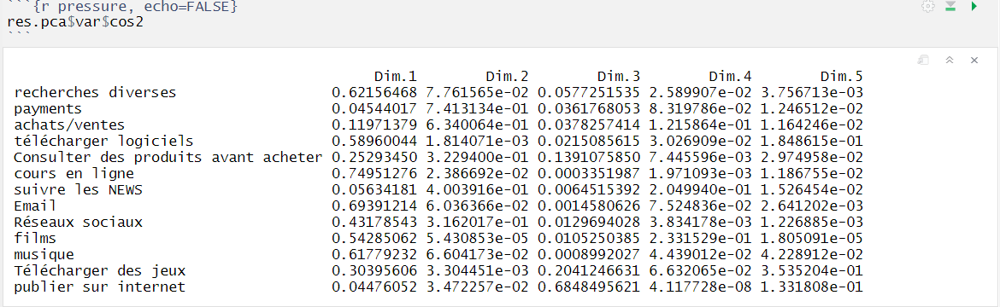 ```{r pressure, echo=FALSE}
res.pca$var$cos2
```
Dim.1 Dim.2 Dim.3 Dim.4 Dim.5
recherches diverses 0.62156468 7.761565e-02 0.0577251535 2.589907e-02 3.756713e-03
payments 0.04544017 7.413134e-01 0.0361768053 8.319786e-02 1.246512e-02
achats/ventes 0.11971379 6.340064e-01 0.0378257414 1.215864e-01 1.164246e-02
télécharger logiciels 0.58960044 1.814071e-03 0.0215085615 3.026909e-02 1.848615e-01
Consulter des produits avant acheter 0.25293450 3.229400e-01 0.1391075850 7.445596e-03 2.974958e-02
cours en ligne 0.74951276 2.386692e-02 0.0003351987 1.971093e-03 1.186755e-02
suivre les NEWS 0.05634181 4.003916e-01 0.0064515392 2.049940e-01 1.526454e-02
Email 0.69391214 6.036366e-02 0.0014580626 7.524836e-02 2.641202e-03
Réseaux sociaux 0.43178543 3.162017e-01 0.0129694028 3.834178e-03 1.226885e-03
films 0.54285062 5.430853e-05 0.0105250385 2.331529e-01 1.805091e-05
musique 0.61779232 6.604173e-02 0.0008992027 4.439012e-02 4.228912e-02
Télécharger des jeux 0.30395606 3.304451e-03 0.2041246631 6.632065e-02 3.535204e-01
publier sur internet 0.04476052 3.472257e-02 0.6848495621 4.117728e-08 1.331808e-01